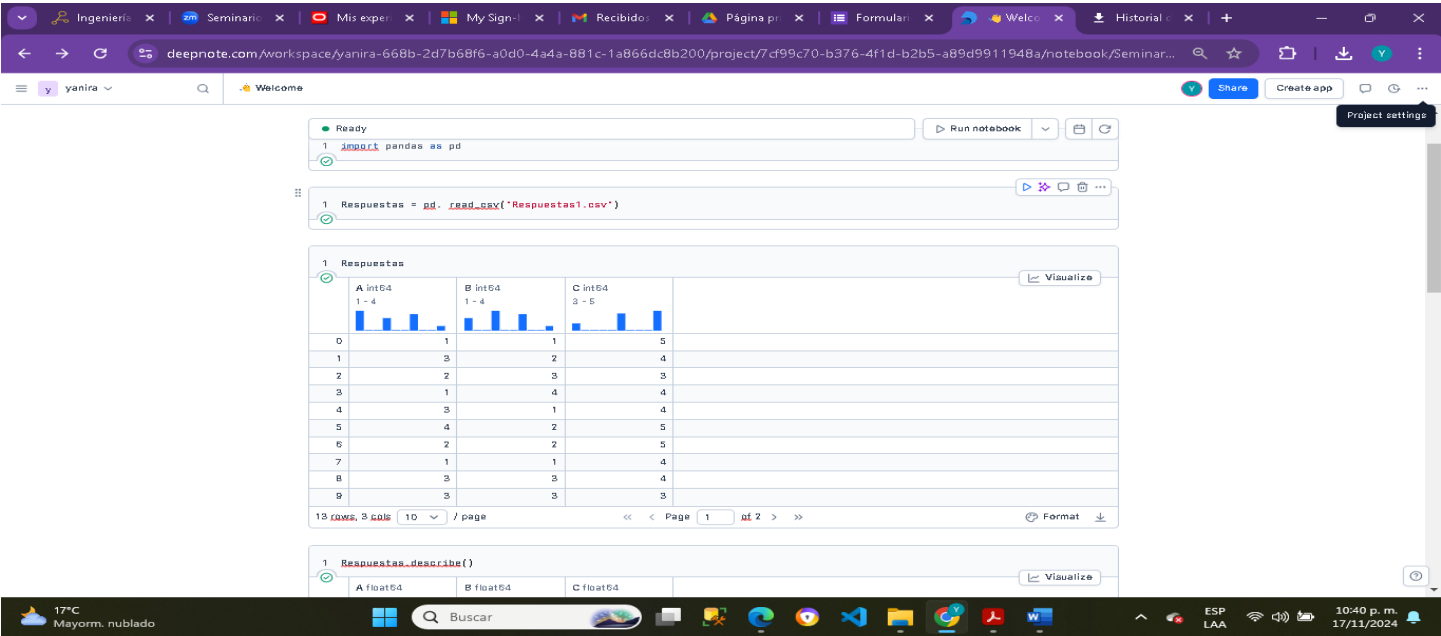 Ingeniería
zm Seminario
Mis exper
My Sign-I
Recibidos
Página pri
Formulari
Welco
Historial c
deepnote.com/workspace/yanira-668b-2d7b68f6-a0d0-4a4a-881c-1a866dc8b200/project/7cf99c70-b376-4f1d-b2b5-a89d9911948a/notebook/Seminar...
Y
y yanira
Welcome
Y Share Create app
Project settings
Ready
Run notebook
1 import pandas as pd
1 Respuestas = pd. read_csv("Respuestas1.csv")
1 Respuestas
Visualize
A int64 B int64 C int64
1 - 4 1 - 4 3 - 5
0 1 1 5
1 3 2 4
2 2 3 3
3 1 4 4
4 3 1 4
5 4 2 5
6 2 2 5
7 1 1 4
8 3 3 4
9 3 3 3
13 rows, 3 cols 10 / page << < Page 1 of 2 > >> Format
1 Respuestas.describe()
Visualize
A float64 B float64 C float64
17°C
Mayorm. nublado
Buscar
ESP
LAA
10:40 p. m.
17/11/2024